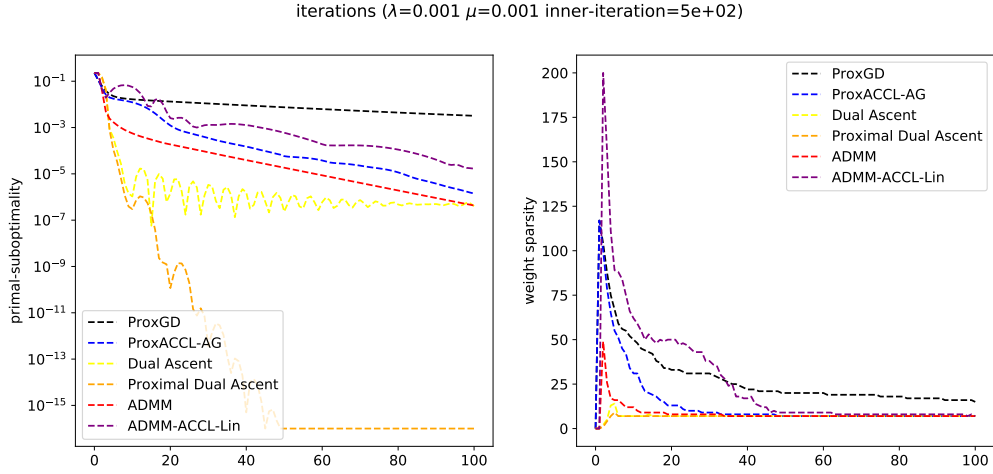 iterations (λ=0.001 μ=0.001 inner-iteration=5e+02)
primal-suboptimality
10⁻¹
10⁻³
10⁻⁵
10⁻⁷
10⁻⁹
10⁻¹¹
10⁻¹³
10⁻¹⁵
ProxGD
ProxACCL-AG
Dual Ascent
Proximal Dual Ascent
ADMM
ADMM-ACCL-Lin
0 20 40 60 80 100
weight sparsity
200
175
150
125
100
75
50
25
0
ProxGD
ProxACCL-AG
Dual Ascent
Proximal Dual Ascent
ADMM
ADMM-ACCL-Lin
0 20 40 60 80 100